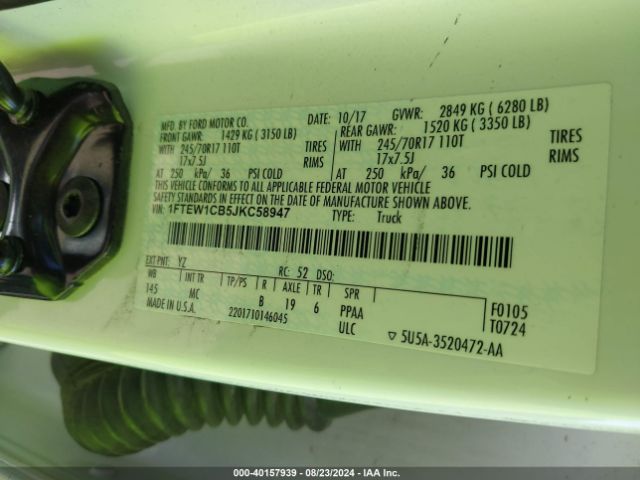 MFD. BY FORD MOTOR CO.
DATE: 10/17 GVWR: 2849 KG ( 6280 LB)
FRONT GAWR: 1429 KG ( 3150 LB) REAR GAWR: 1520 KG ( 3350 LB)
WITH 245/70R17 110T TIRES WITH 245/70R17 110T TIRES
17x7.5J RIMS 17x7.5J RIMS
AT 250 kPa/ 36 PSI COLD AT 250 kPa/ 36 PSI COLD
THIS VEHICLE CONFORMS TO ALL APPLICABLE FEDERAL MOTOR VEHICLE
SAFETY STANDARDS IN EFFECT ON THE DATE OF MANUFACTURE SHOWN ABOVE.
VIN: 1FTEW1CB5JKC58947 TYPE: Truck
EXT PNT: YZ RC: 52 DSO:
WB INT TR TP/PS R AXLE TR SPR
145 MC B 19 6 PPAA F0105
MADE IN U.S.A. 2201710146045 ULC T0724
▽ 5U5A-3520472-AA
000-40157939 - 08/23/2024 - IAA Inc.